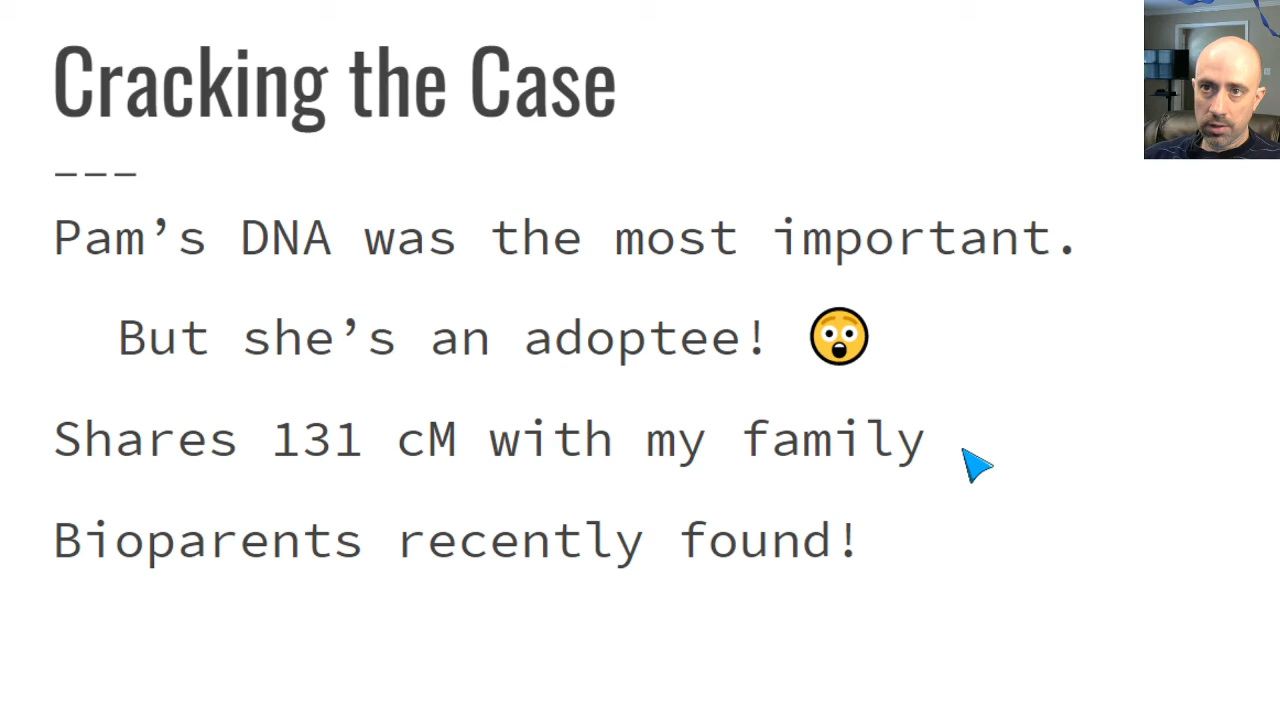 Cracking the Case
---
Pam’s DNA was the most important.
But she’s an adoptee! 😲
Shares 131 cM with my family
Bioparents recently found!